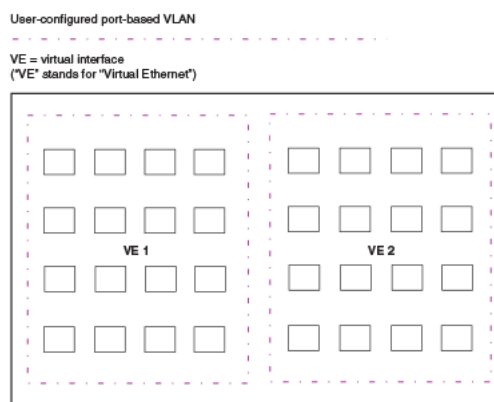 User-configured port-based VLAN
VE = virtual interface
("VE" stands for "Virtual Ethernet")
VE 1
VE 2